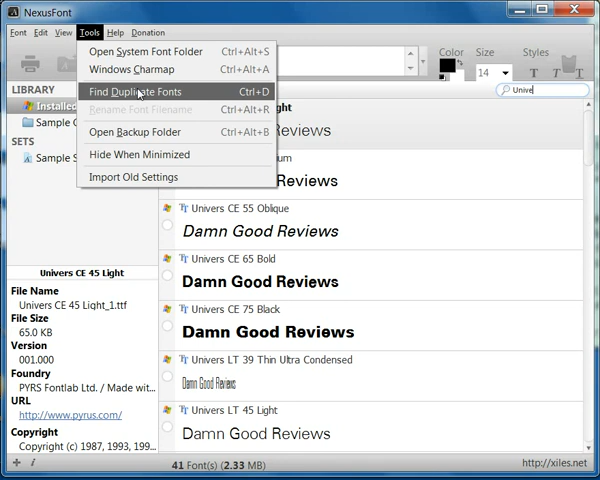 NexusFont
Font Edit View Tools Help Donation
Open System Font Folder Ctrl+Alt+S
Windows Charmap Ctrl+Alt+A
Find Duplicate Fonts Ctrl+D
Rename Font Filename Ctrl+Alt+R
Open Backup Folder Ctrl+Alt+B
Hide When Minimized
Import Old Settings
Color Size Styles
14 T T T
LIBRARY
Unive
Installed
Sample
SETS
Sample
ght
Reviews
ium
Reviews
Univers CE 55 Oblique
Damn Good Reviews
Univers CE 65 Bold
Damn Good Reviews
Univers CE 75 Black
Damn Good Reviews
Univers LT 39 Thin Ultra Condensed
Damn Good Reviews
Univers LT 45 Light
Damn Good Reviews
Univers CE 45 Light
File Name
Univers CE 45 Light_1.ttf
File Size
65.0 KB
Version
001.000
Foundry
PYRS Fontlab Ltd. / Made wit...
URL
http://www.pyrus.com/
Copyright
Copyright (c) 1987, 1993, 199...
41 Font(s) (2.33 MB)
http://xiles.net